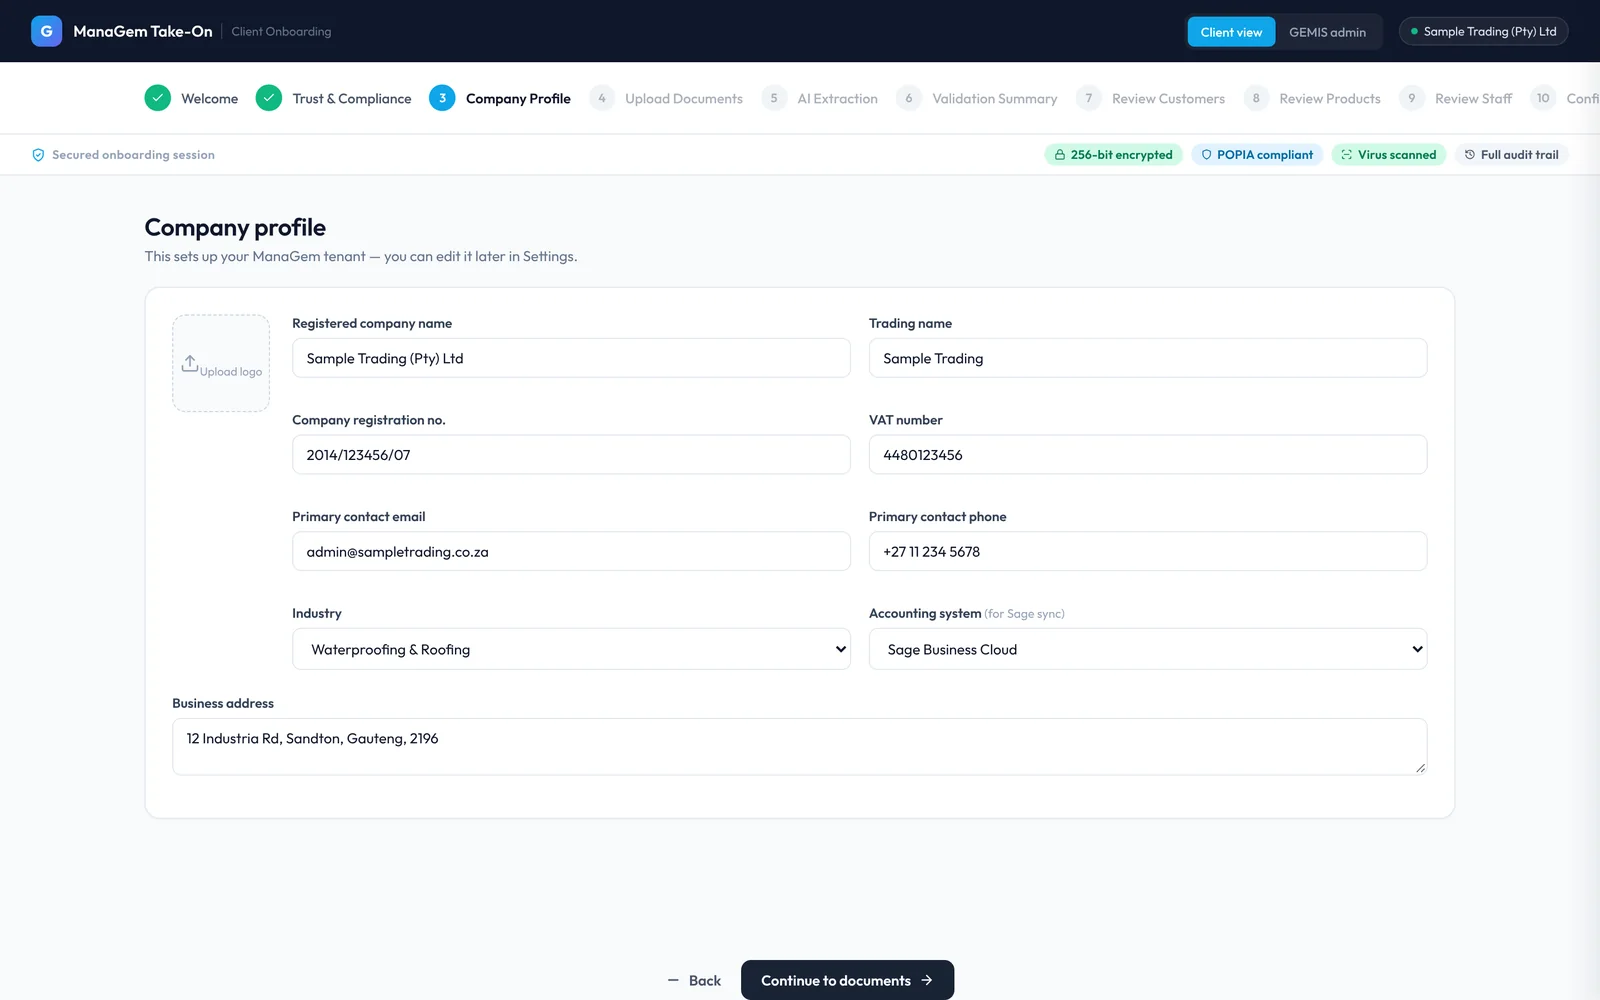 G ManaGem Take-On Client Onboarding Client view GEMIS admin Sample Trading (Pty) Ltd
Welcome Trust & Compliance 3 Company Profile 4 Upload Documents 5 AI Extraction 6 Validation Summary 7 Review Customers 8 Review Products 9 Review Staff 10 Confi
Secured onboarding session 256-bit encrypted POPIA compliant Virus scanned Full audit trail
Company profile
This sets up your ManaGem tenant — you can edit it later in Settings.
Upload logo
Registered company name
Sample Trading (Pty) Ltd
Trading name
Sample Trading
Company registration no.
2014/123456/07
VAT number
4480123456
Primary contact email
admin@sampletrading.co.za
Primary contact phone
+27 11 234 5678
Industry
Waterproofing & Roofing
Accounting system (for Sage sync)
Sage Business Cloud
Business address
12 Industria Rd, Sandton, Gauteng, 2196
Back Continue to documents